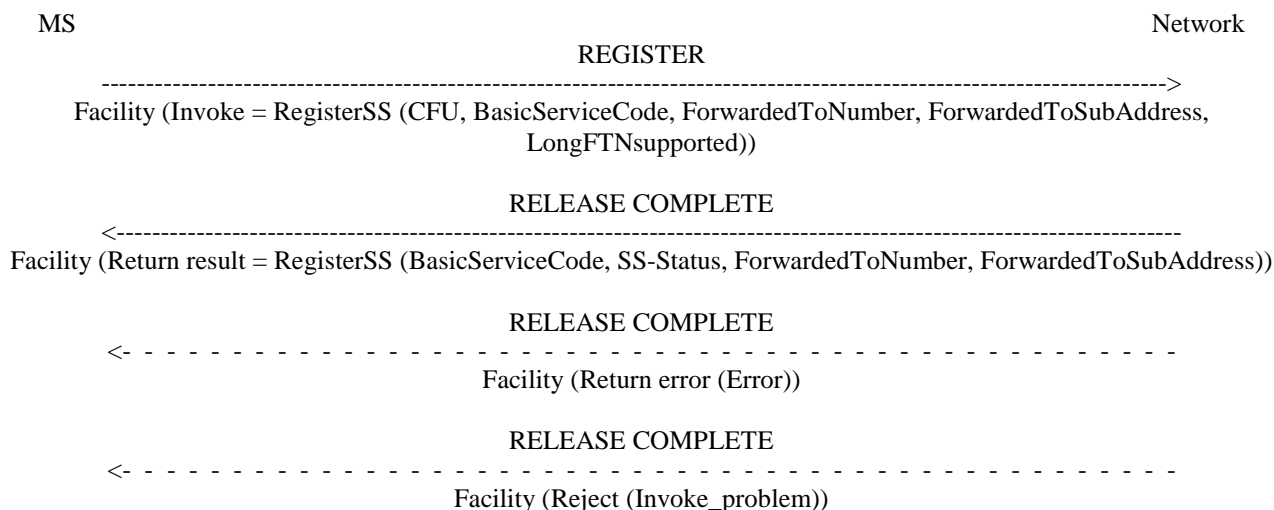 MS Network
REGISTER
------------------------------------------------------------------------------------------------------------------------->
Facility (Invoke = RegisterSS (CFU, BasicServiceCode, ForwardedToNumber, ForwardedToSubAddress,
LongFTNsupported))
RELEASE COMPLETE
<-------------------------------------------------------------------------------------------------------------------------
Facility (Return result = RegisterSS (BasicServiceCode, SS-Status, ForwardedToNumber, ForwardedToSubAddress))
RELEASE COMPLETE
<- - - - - - - - - - - - - - - - - - - - - - - - - - - - - - - - - - - - - - - - - - - - - - - -
Facility (Return error (Error))
RELEASE COMPLETE
<- - - - - - - - - - - - - - - - - - - - - - - - - - - - - - - - - - - - - - - - - - - - - - - -
Facility (Reject (Invoke_problem))